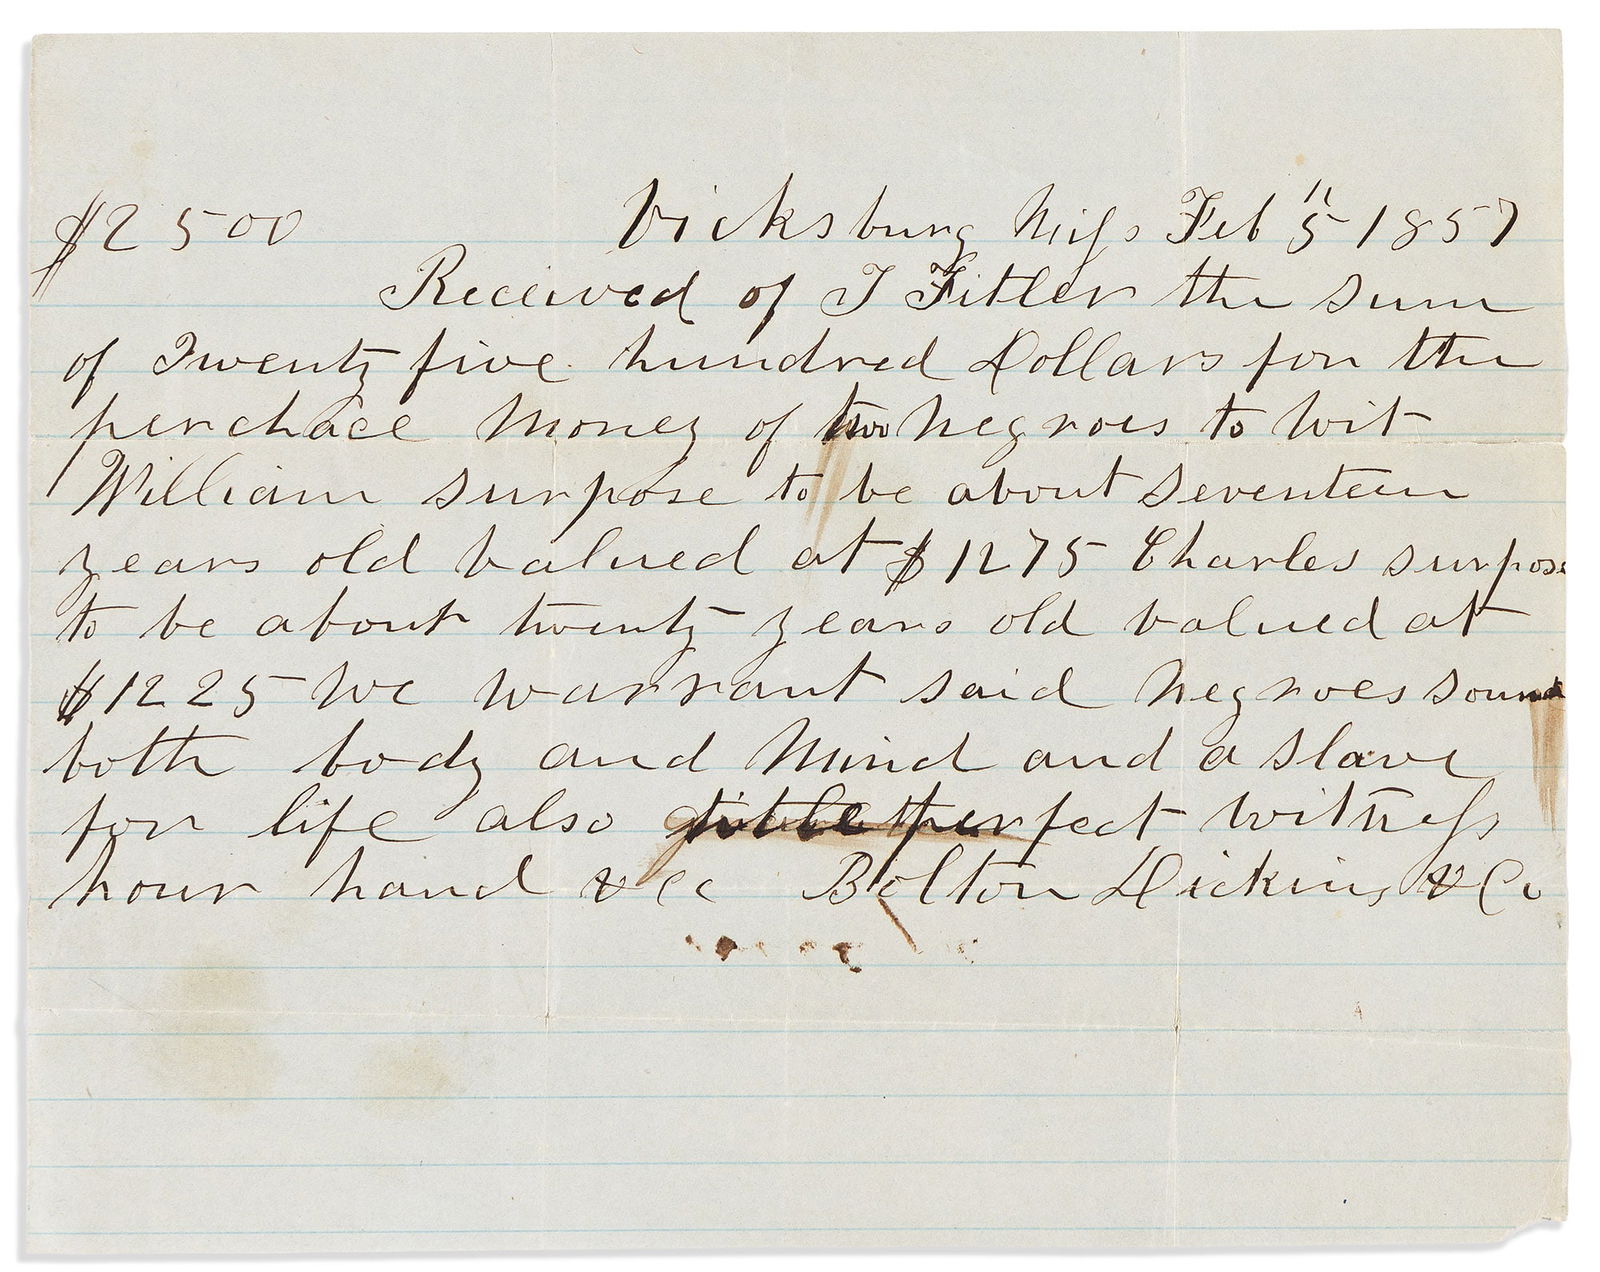 $2500 Vicksburg Miss Feb 5" 1857
Received of J Fitler the sum
of Twenty five hundred Dollars for the
perchace Money of two Negroes to wit
William surpose to be about seventeen
years old valued at $1275 Charles surpose
to be about twenty years old valued at
$1225 We warrant said Negroes sound
both body and Mind and a slave
for life also title perfect witness
hour hand &cc Bolton Dickins & Co